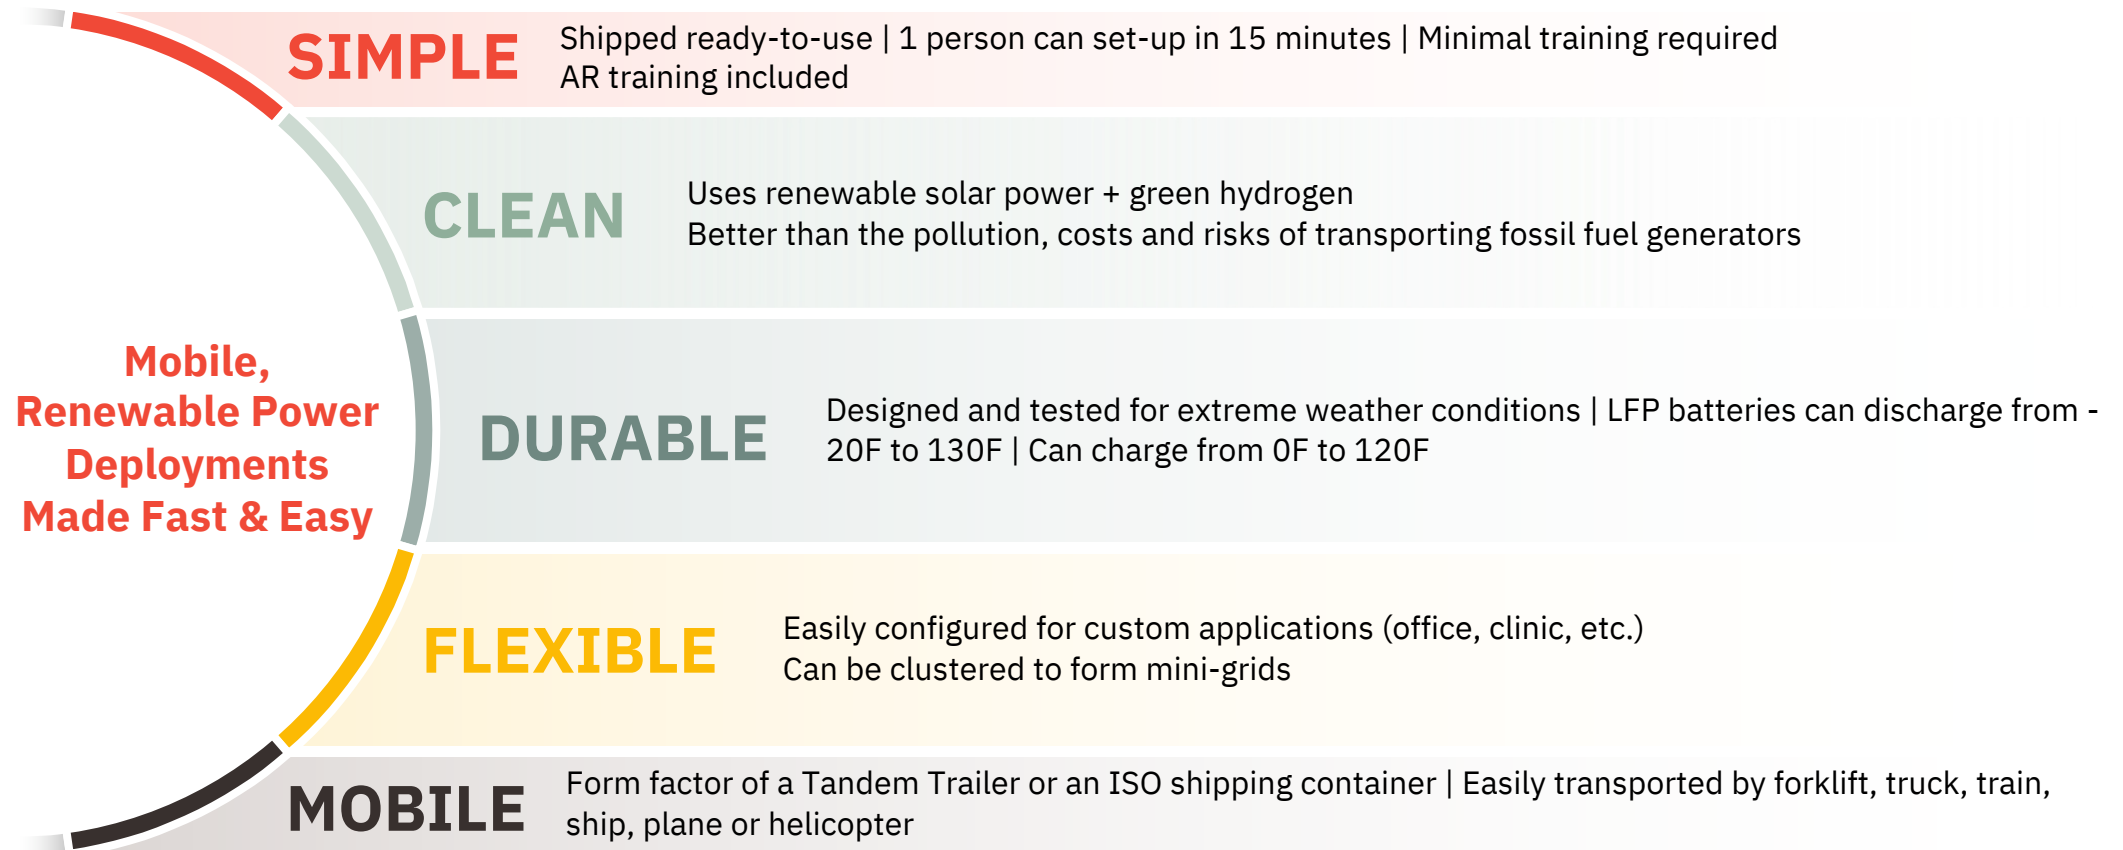 SIMPLE
Shipped ready-to-use | 1 person can set-up in 15 minutes | Minimal training required
AR training included
CLEAN
Uses renewable solar power + green hydrogen
Better than the pollution, costs and risks of transporting fossil fuel generators
Mobile,
Renewable Power
Deployments
Made Fast & Easy
DURABLE
Designed and tested for extreme weather conditions | LFP batteries can discharge from -
20F to 130F | Can charge from 0F to 120F
FLEXIBLE
Easily configured for custom applications (office, clinic, etc.)
Can be clustered to form mini-grids
MOBILE
Form factor of a Tandem Trailer or an ISO shipping container | Easily transported by forklift, truck, train,
ship, plane or helicopter